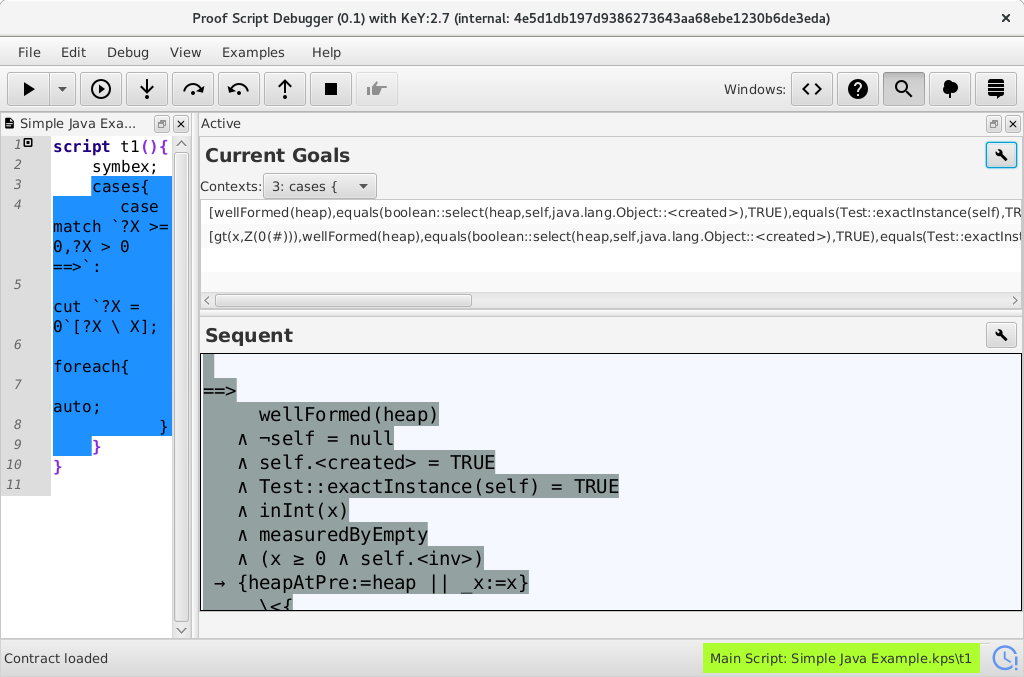 Proof Script Debugger (0.1) with KeY:2.7 (internal: 4e5d1db197d9386273643aa68ebe1230b6de3eda)
File Edit Debug View Examples Help
Windows:
Simple Java Exa...
1 script t1(){
2 symbex;
3 cases{
4 case
match `?X >=
0,?X > 0
==>`:
5
cut `?X =
0`[?X \ X];
6
foreach{
7
auto;
8 }
9 }
10 }
11
Active
Current Goals
Contexts: 3: cases {
[wellFormed(heap),equals(boolean::select(heap,self,java.lang.Object::<created>),TRUE),equals(Test::exactInstance(self),TR
[gt(x,Z(0(#))),wellFormed(heap),equals(boolean::select(heap,self,java.lang.Object::<created>),TRUE),equals(Test::exactInst
Sequent
==>
wellFormed(heap)
∧ ¬self = null
∧ self.<created> = TRUE
∧ Test::exactInstance(self) = TRUE
∧ inInt(x)
∧ measuredByEmpty
∧ (x ≥ 0 ∧ self.<inv>)
→ {heapAtPre:=heap || _x:=x}
\<{
Contract loaded
Main Script: Simple Java Example.kps\t1